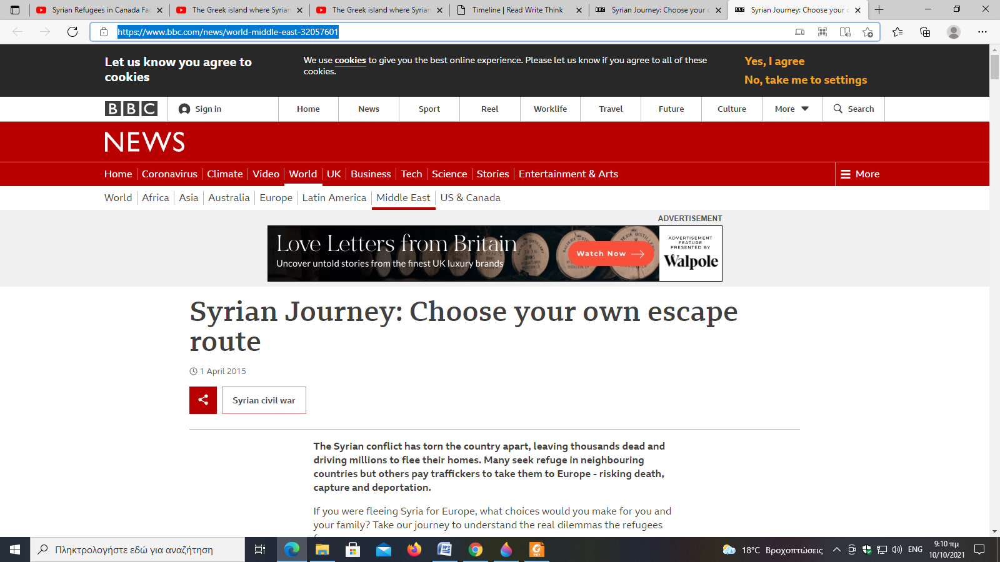 Syrian Refugees in Canada Fac
The Greek island where Syrian
The Greek island where Syrian
Timeline | Read Write Think
Syrian Journey: Choose your o
Syrian Journey: Choose your o
https://www.bbc.com/news/world-middle-east-32057601
Let us know you agree to
cookies
We use cookies to give you the best online experience. Please let us know if you agree to all of these
cookies.
Yes, I agree
No, take me to settings
BBC
Sign in
Home
News
Sport
Reel
Worklife
Travel
Future
Culture
More
Search
NEWS
Home
Coronavirus
Climate
Video
World
UK
Business
Tech
Science
Stories
Entertainment & Arts
More
World
Africa
Asia
Australia
Europe
Latin America
Middle East
US & Canada
ADVERTISEMENT
Love Letters from Britain
Uncover untold stories from the finest UK luxury brands
Watch Now
ADVERTISEMENT
FEATURE
PRESENTED BY
Walpole
Syrian Journey: Choose your own escape
route
1 April 2015
Syrian civil war
The Syrian conflict has torn the country apart, leaving thousands dead and
driving millions to flee their homes. Many seek refuge in neighbouring
countries but others pay traffickers to take them to Europe - risking death,
capture and deportation.
If you were fleeing Syria for Europe, what choices would you make for you and
your family? Take our journey to understand the real dilemmas the refugees
Πληκτρολογήστε εδώ για αναζήτηση
18°C Βροχοπτώσεις
ENG
9:10 πμ
10/10/2021